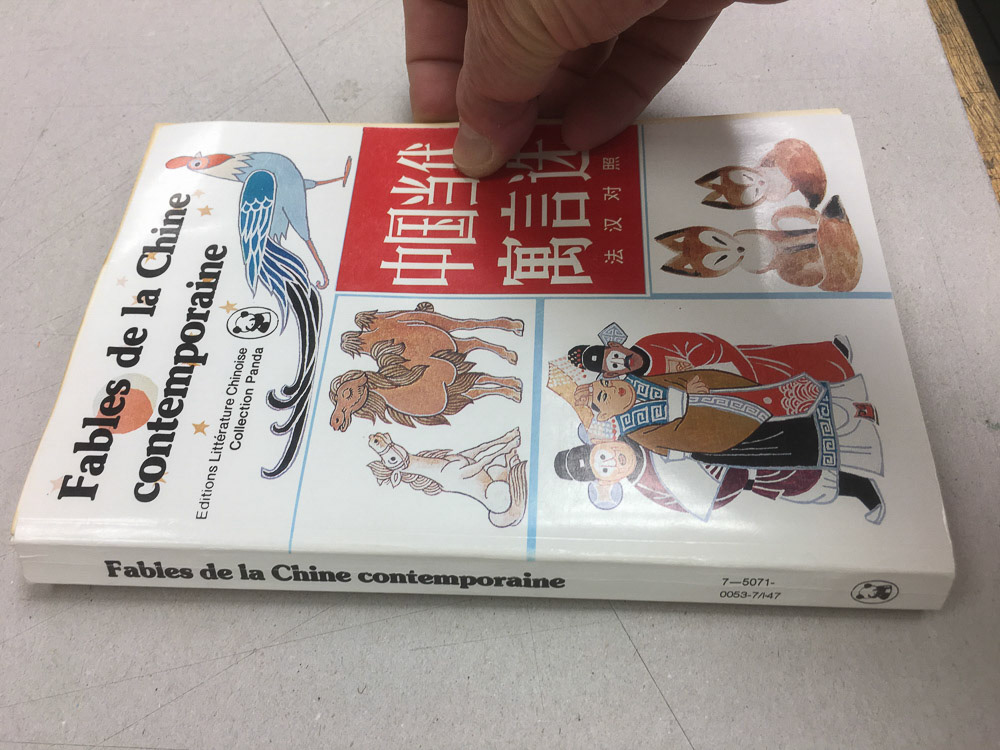 Fables de la Chine
contemporaine
Editions Littérature Chinoise
Collection Panda
中国当代
寓言选
法汉对照
Fables de la Chine contemporaine
7—5071-
0053-7/I·47